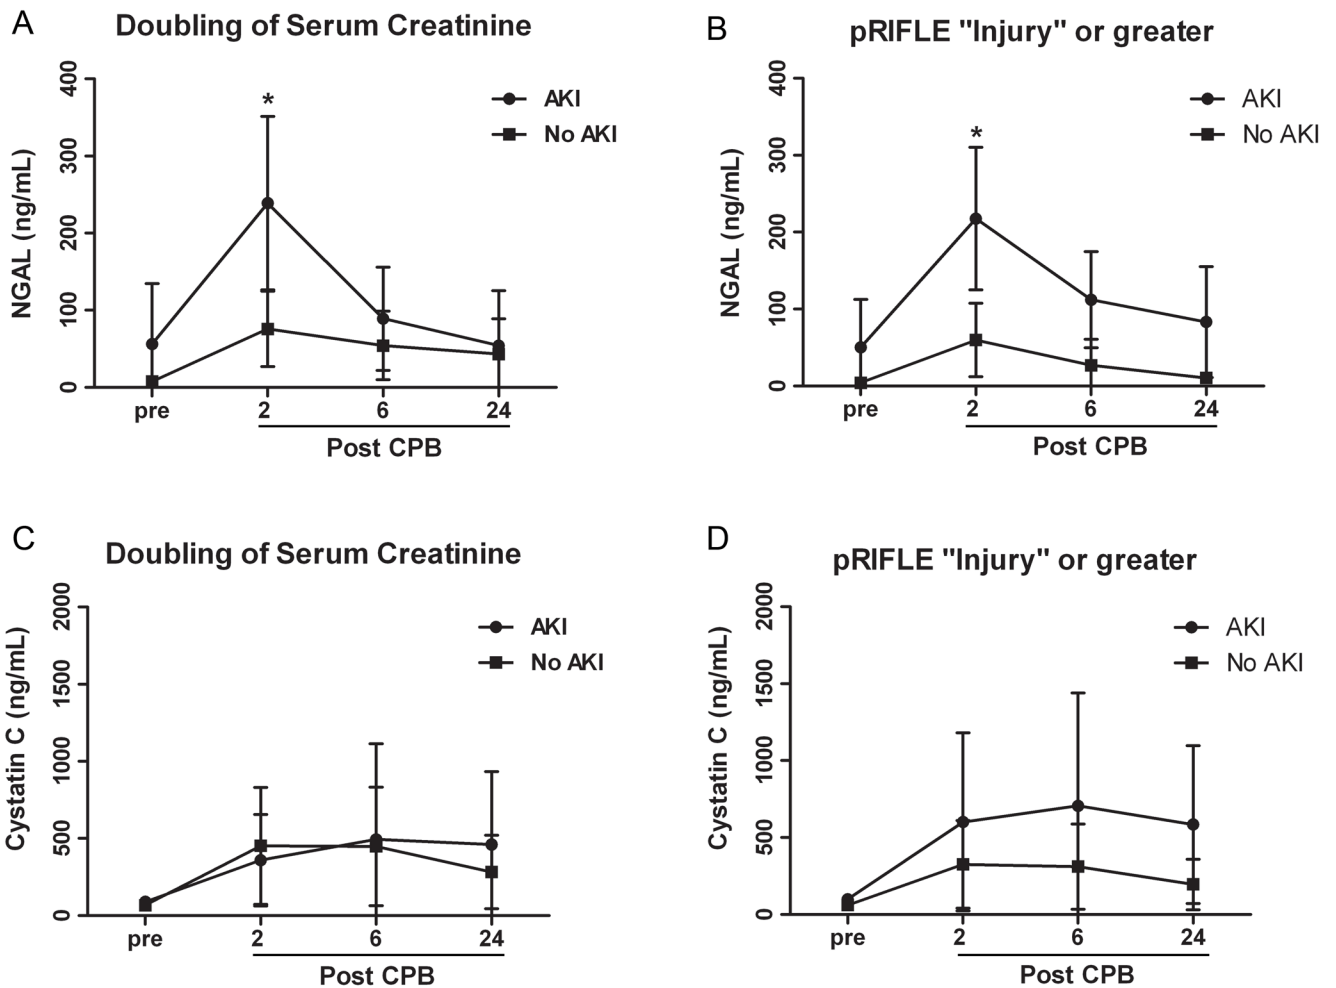 A
Doubling of Serum Creatinine
NGAL (ng/mL)
400
300
200
100
0
*
AKI
No AKI
pre
2
6
24
Post CPB
B
pRIFLE "Injury" or greater
NGAL (ng/mL)
400
300
200
100
0
*
AKI
No AKI
pre
2
6
24
Post CPB
C
Doubling of Serum Creatinine
Cystatin C (ng/mL)
2000
1500
1000
500
0
AKI
No AKI
pre
2
6
24
Post CPB
D
pRIFLE "Injury" or greater
Cystatin C (ng/mL)
2000
1500
1000
500
0
AKI
No AKI
pre
2
6
24
Post CPB